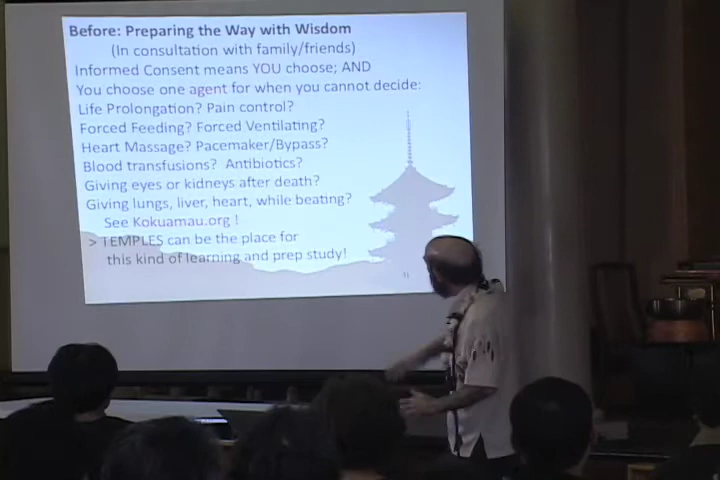 Before: Preparing the Way with Wisdom
(In consultation with family/friends)
Informed Consent means YOU choose; AND
You choose one agent for when you cannot decide:
Life Prolongation? Pain control?
Forced Feeding? Forced Ventilating?
Heart Massage? Pacemaker/Bypass?
Blood transfusions? Antibiotics?
Giving eyes or kidneys after death?
Giving lungs, liver, heart, while beating?
See Kokuamau.org !
> TEMPLES can be the place for
this kind of learning and prep study!